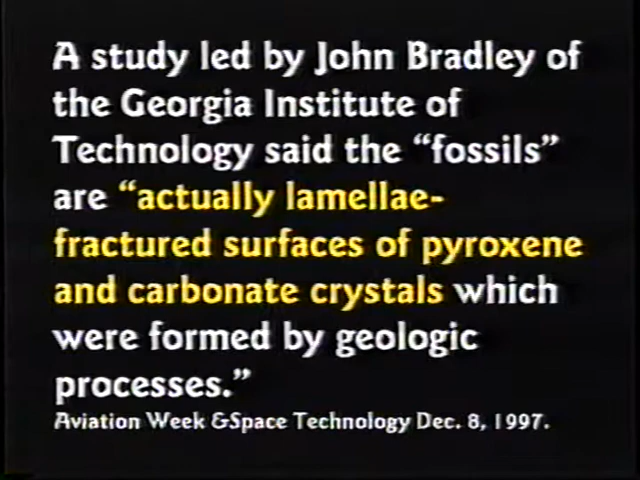 A study led by John Bradley of
the Georgia Institute of
Technology said the “fossils”
are “actually lamellae-
fractured surfaces of pyroxene
and carbonate crystals which
were formed by geologic
processes.”
Aviation Week &Space Technology Dec. 8, 1997.